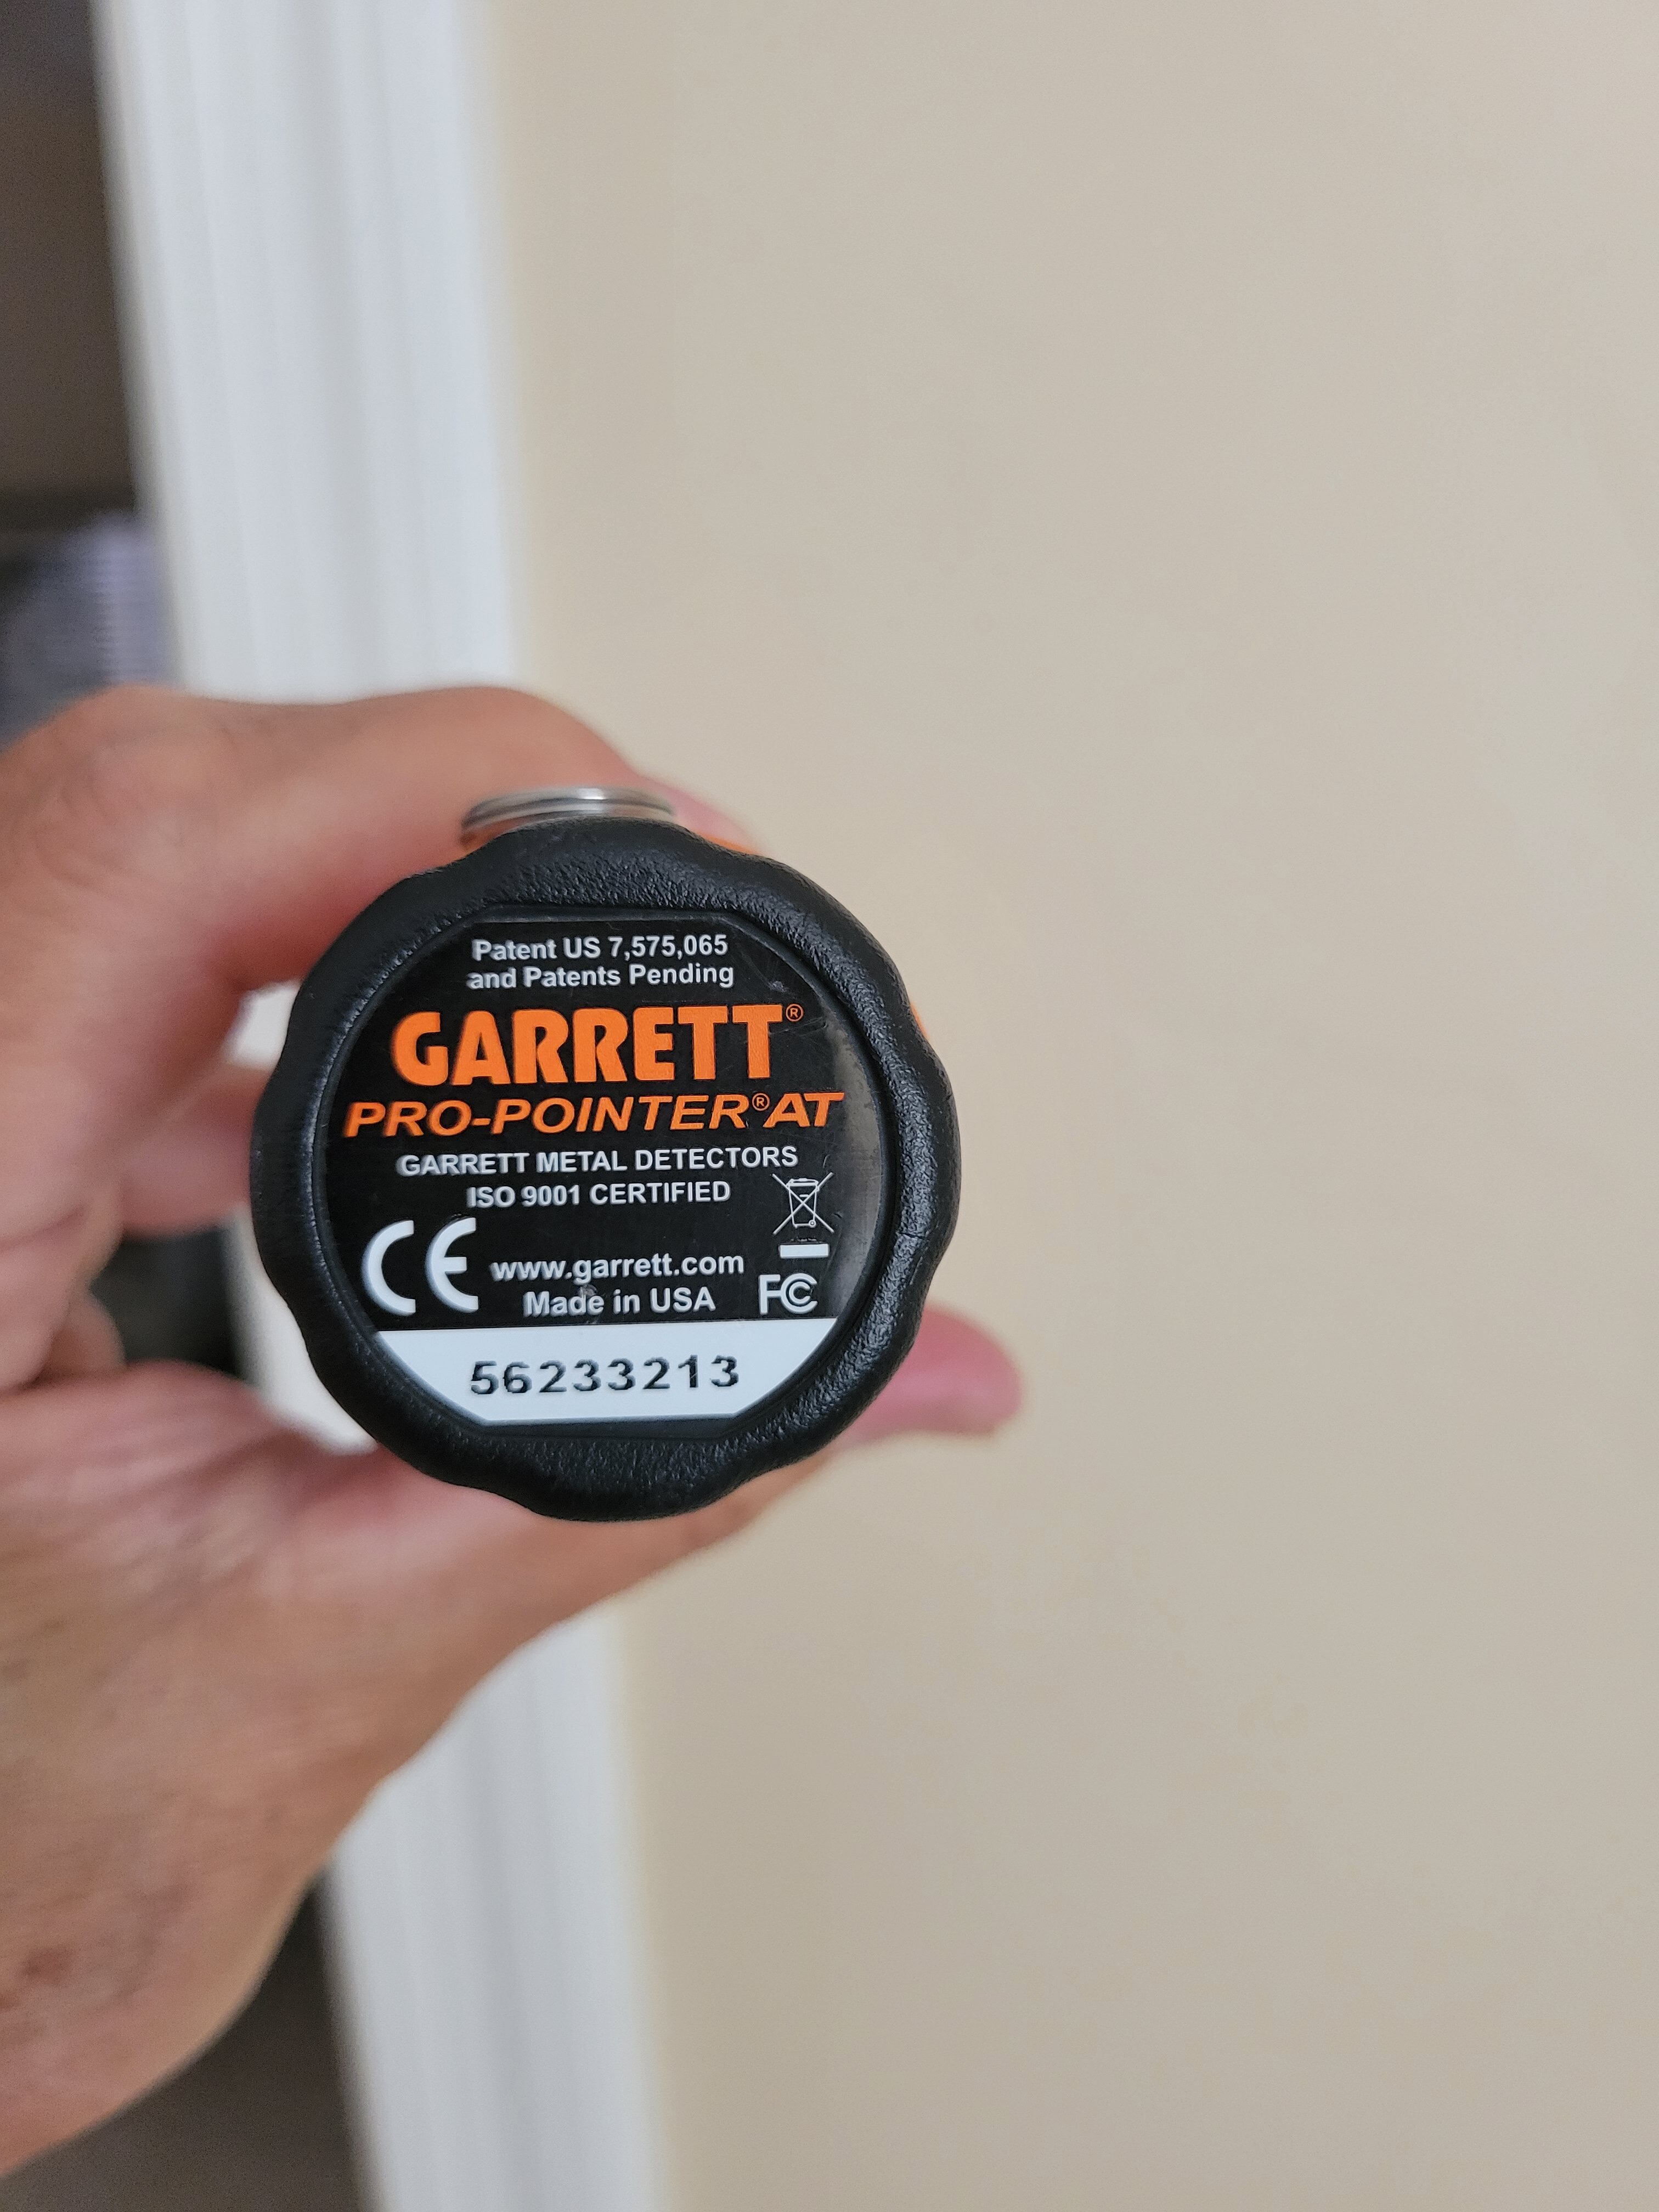 Patent US 7,575,065
and Patents Pending
GARRETT®
PRO-POINTER®AT
GARRETT METAL DETECTORS
ISO 9001 CERTIFIED
CE
www.garrett.com
Made in USA
FC
56233213